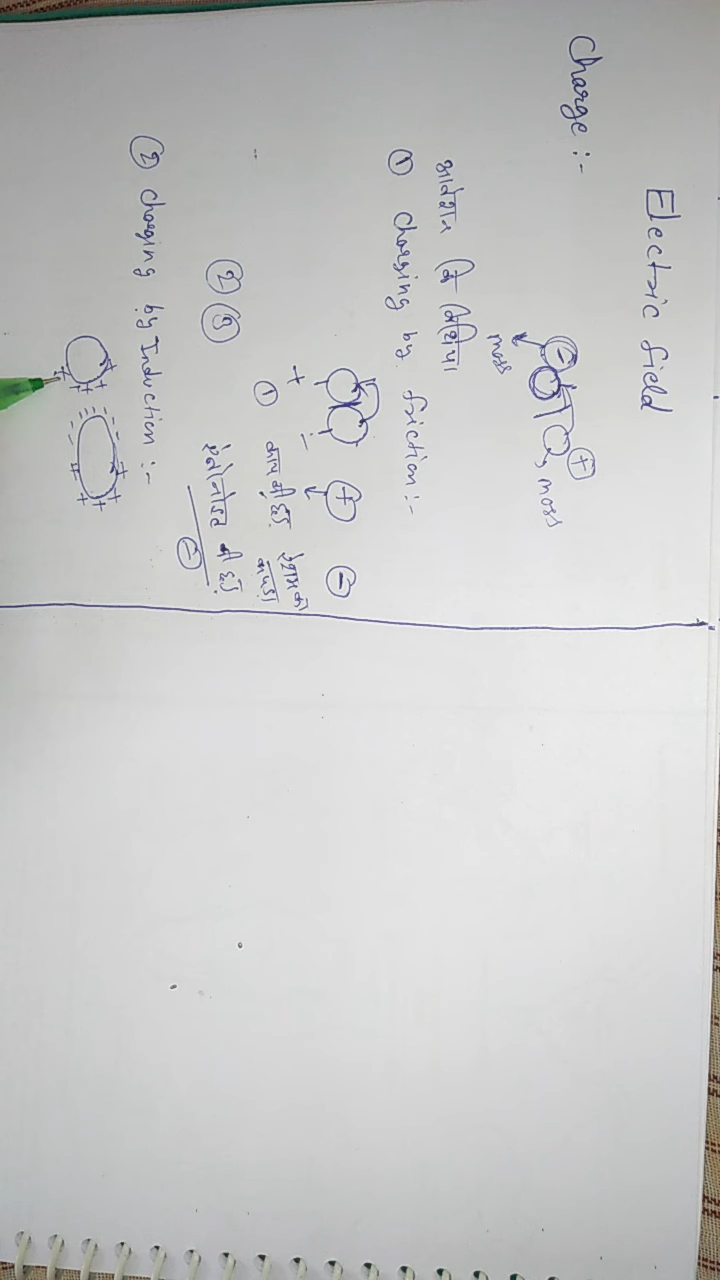 Electric field
Charge :-
⊖ ⊕
mass , mass
आवेशन की प्रक्रिया
① Charging by friction :-
+ - ⊕ ⊖
① काच की छड़ रेशम का कपड़ा
② ③ एबोनाइट की छड़
⊖
② Charging by Induction :-